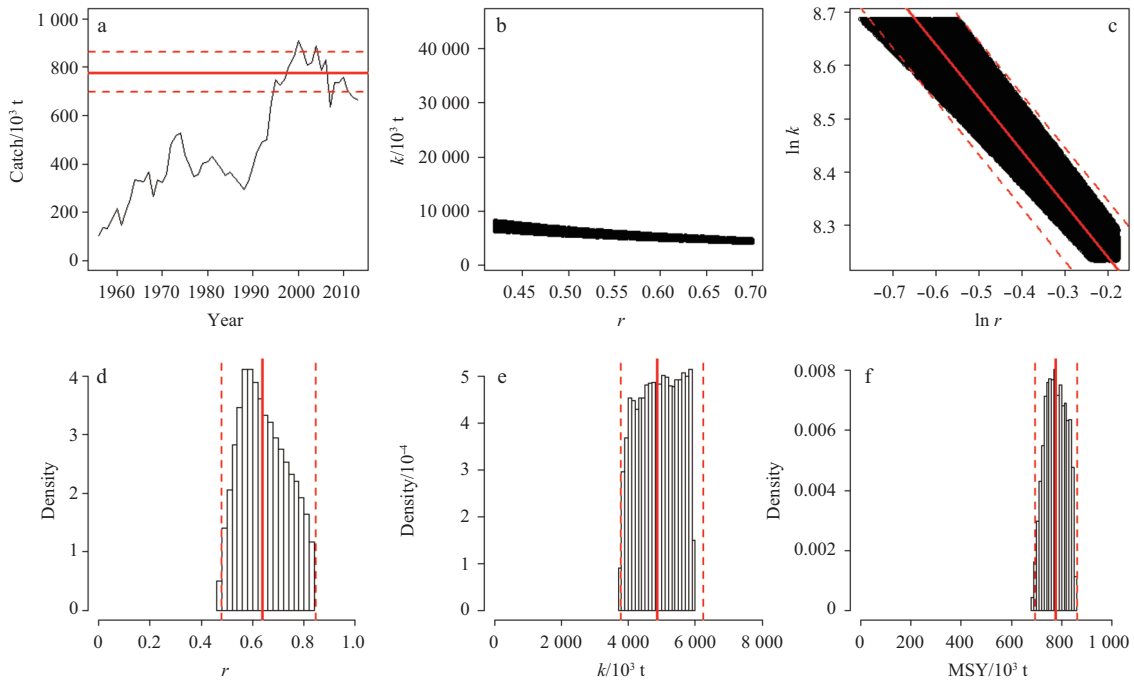 a
1 000
800
600
400
200
0
Catch/10³ t
1960 1970 1980 1990 2000 2010
Year
b
40 000
30 000
20 000
10 000
0
k/10³ t
0.45 0.50 0.55 0.60 0.65 0.70
r
c
8.7
8.6
8.5
8.4
8.3
ln k
−0.7 −0.6 −0.5 −0.4 −0.3 −0.2
ln r
d
4
3
2
1
0
Density
0 0.2 0.4 0.6 0.8 1.0
r
e
5
4
3
2
1
0
Density/10⁻⁴
0 2 000 4 000 6 000 8 000
k/10³ t
f
0.008
0.006
0.004
0.002
0
Density
0 200 400 600 800 1 000
MSY/10³ t